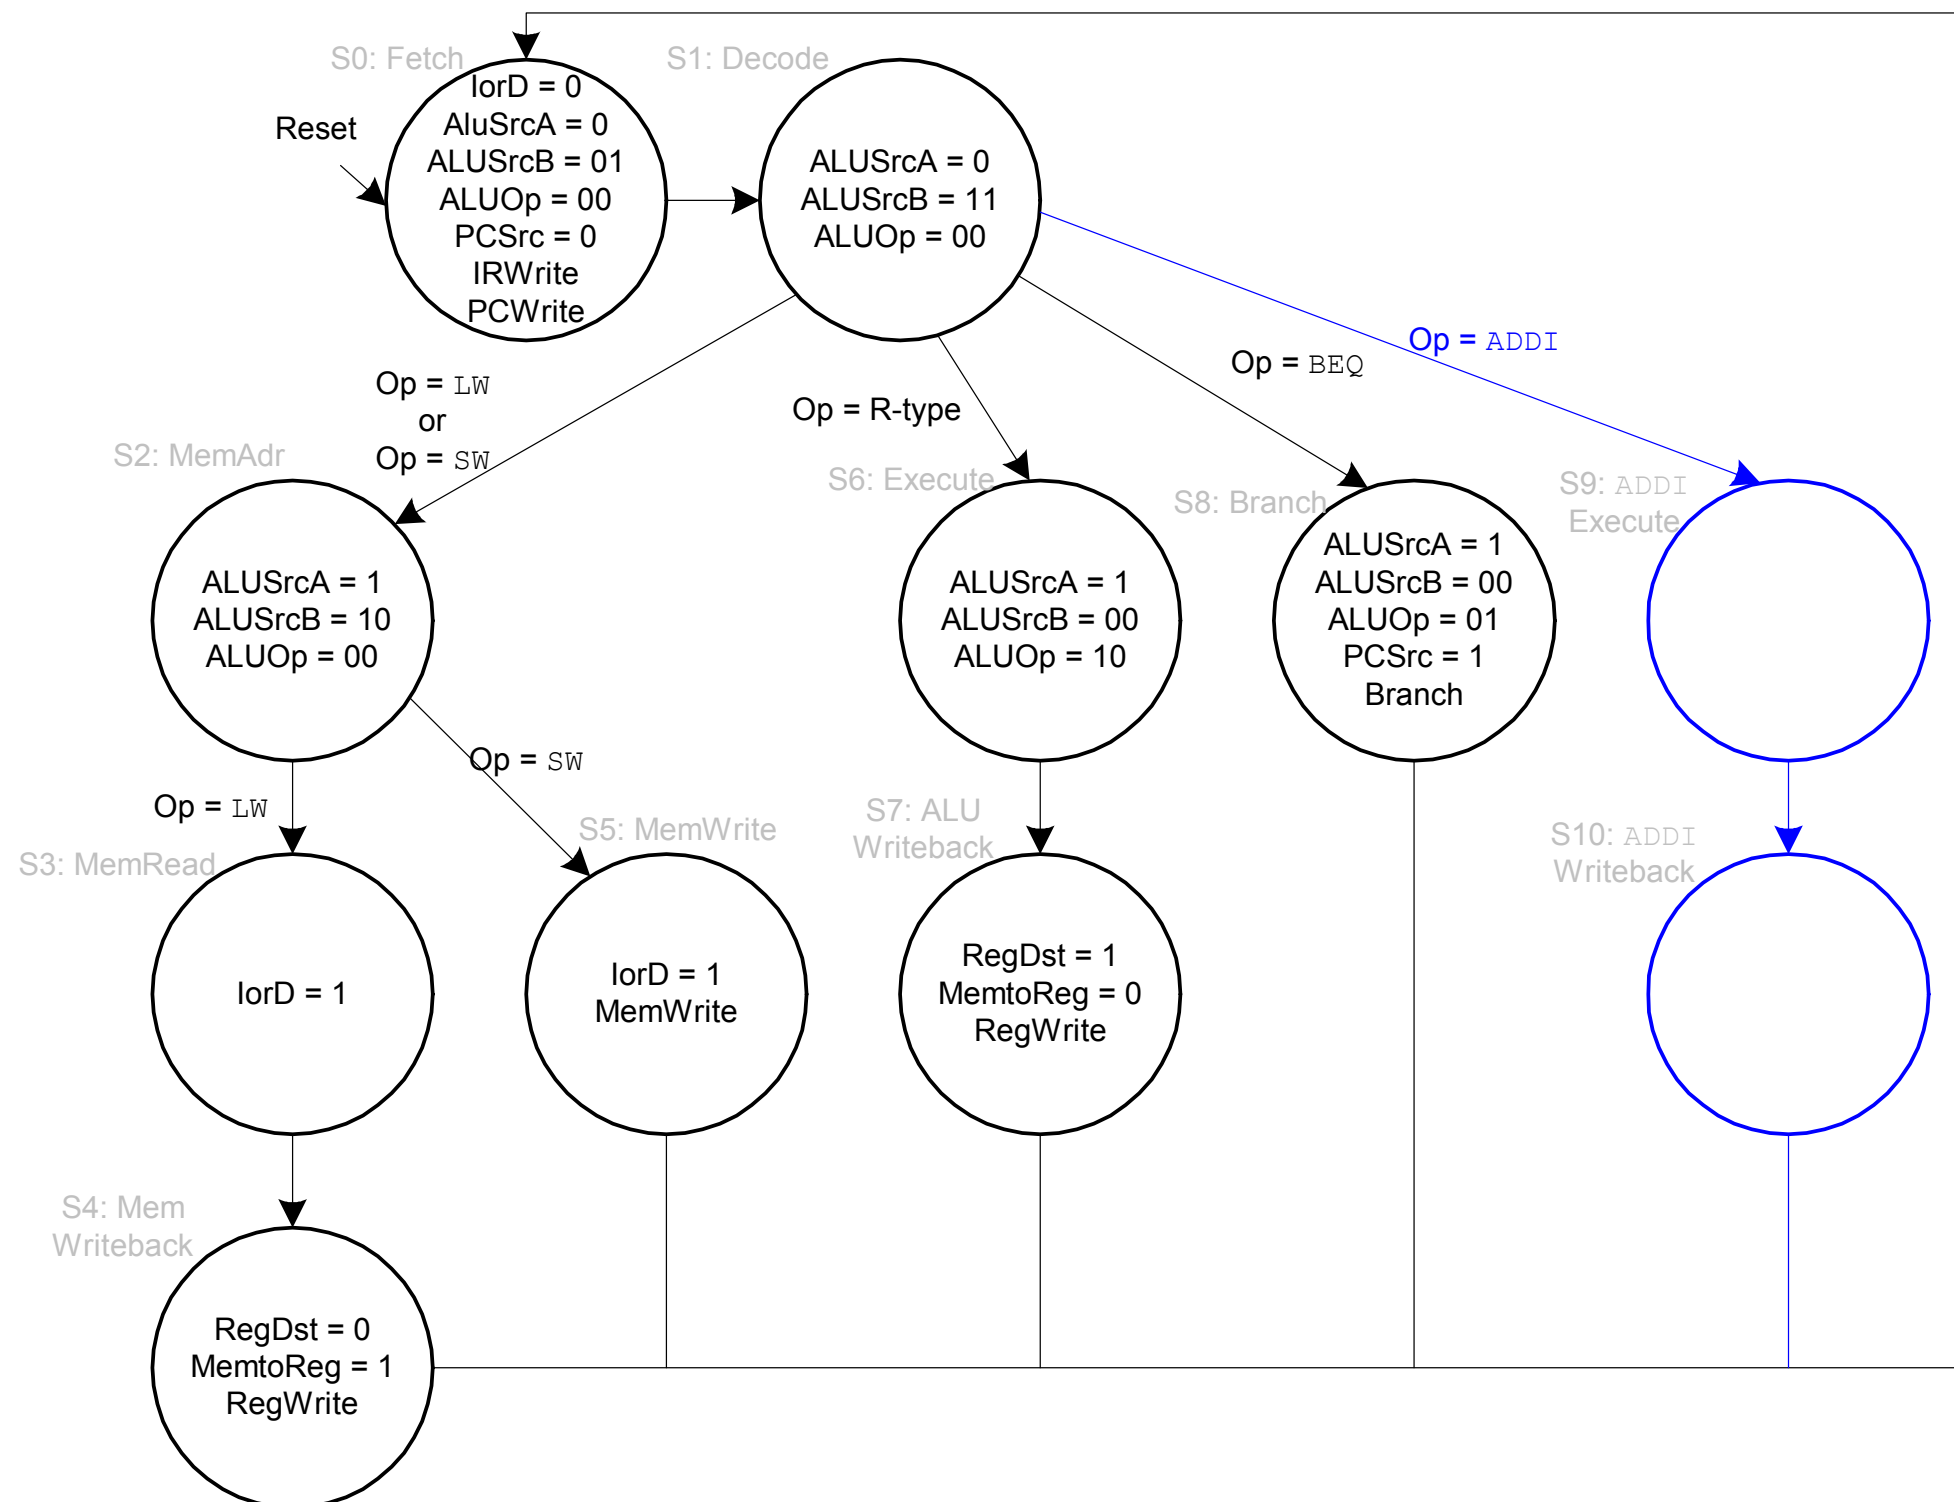 S0: Fetch
S1: Decode
Reset
IorD = 0
AluSrcA = 0
ALUSrcB = 01
ALUOp = 00
PCSrc = 0
IRWrite
PCWrite
ALUSrcA = 0
ALUSrcB = 11
ALUOp = 00
Op = LW
or
Op = SW
Op = R-type
Op = BEQ
Op = ADDI
S2: MemAdr
ALUSrcA = 1
ALUSrcB = 10
ALUOp = 00
S6: Execute
ALUSrcA = 1
ALUSrcB = 00
ALUOp = 10
S8: Branch
ALUSrcA = 1
ALUSrcB = 00
ALUOp = 01
PCSrc = 1
Branch
S9: ADDI
Execute
Op = LW
Op = SW
S3: MemRead
IorD = 1
S5: MemWrite
IorD = 1
MemWrite
S7: ALU
Writeback
RegDst = 1
MemtoReg = 0
RegWrite
S10: ADDI
Writeback
S4: Mem
Writeback
RegDst = 0
MemtoReg = 1
RegWrite